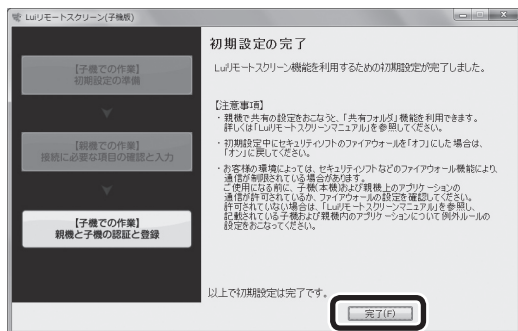 Luiリモートスクリーン(子機版)
初期設定の完了
Luiリモートスクリーン機能を利用するための初期設定が完了しました。
【子機での作業】
初期設定の準備
【親機での作業】
接続に必要な項目の確認と入力
【子機での作業】
親機と子機の認証と登録
【注意事項】
・親機で共有の設定をおこなうと、「共有フォルダ」機能を利用できます。
詳しくは「Luiリモートスクリーンマニュアル」を参照してください。
・初期設定中にセキュリティソフトのファイアウォールを「オフ」にした場合は、
「オン」に戻してください。
・お客様の環境によっては、セキュリティソフトなどのファイアウォール機能により、
通信が制限されている場合があります。
ご使用になる前に、子機(本機)および親機上のアプリケーションの
通信が許可されているか、ファイアウォールの設定を確認してください。
許可されていない場合は、「Luiリモートスクリーンマニュアル」を参照し、
記載されている子機および親機内のアプリケーションについて例外ルールの
設定をおこなってください。
以上で初期設定は完了です。
完了(F)